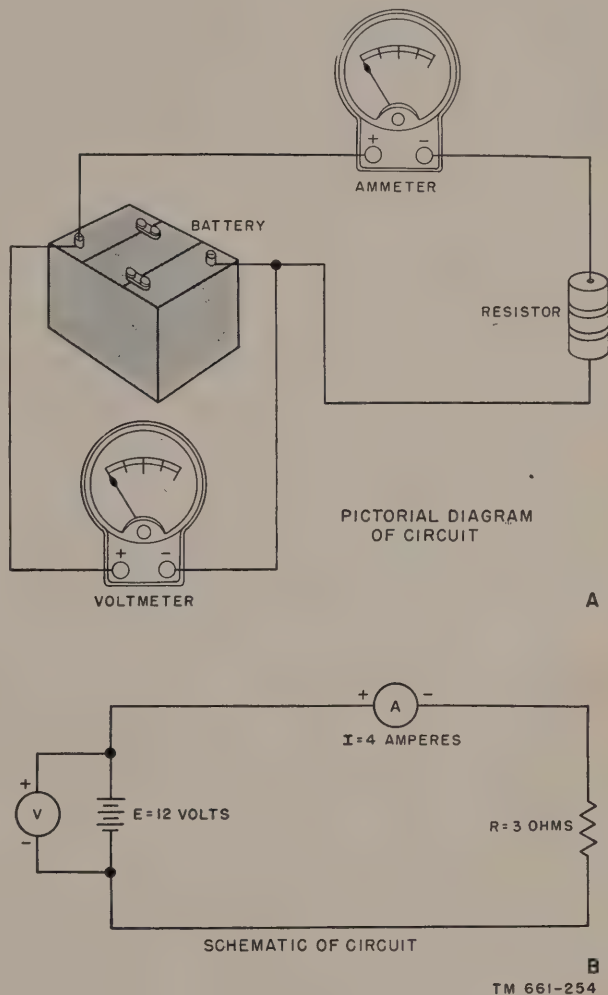 + −
AMMETER
BATTERY
RESISTOR
PICTORIAL DIAGRAM
OF CIRCUIT
+ −
VOLTMETER
A
+ A −
I=4 AMPERES
+
V
−
E=12 VOLTS
R=3 OHMS
SCHEMATIC OF CIRCUIT
B
TM 661-254